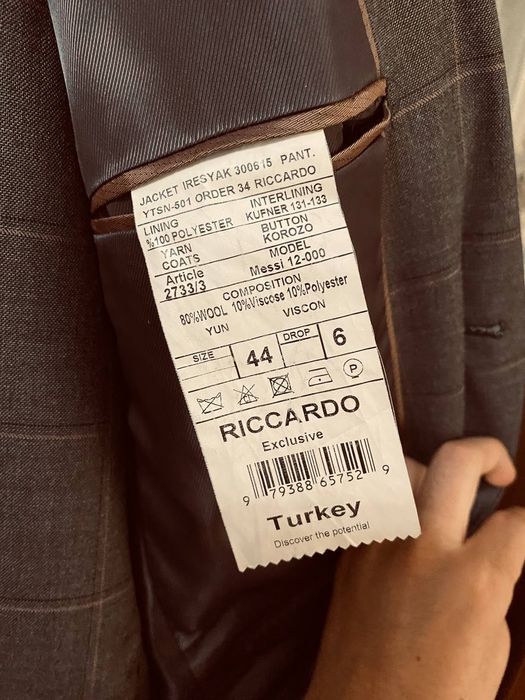 JACKET IRESYAK 300615 PANT.
YTSN-501 ORDER 34 RICCARDO
LINING INTERLINING
%100 POLYESTER KUFNER 131-133
YARN BUTTON
COATS KOROZO
Article MODEL
2733/3 Messi 12-000
COMPOSITION
80%WOOL 10%Viscose 10%Polyester
YUN VISCON
SIZE 44 DROP 6
P
RICCARDO
Exclusive
9 79388 65752 9
Turkey
Discover the potential